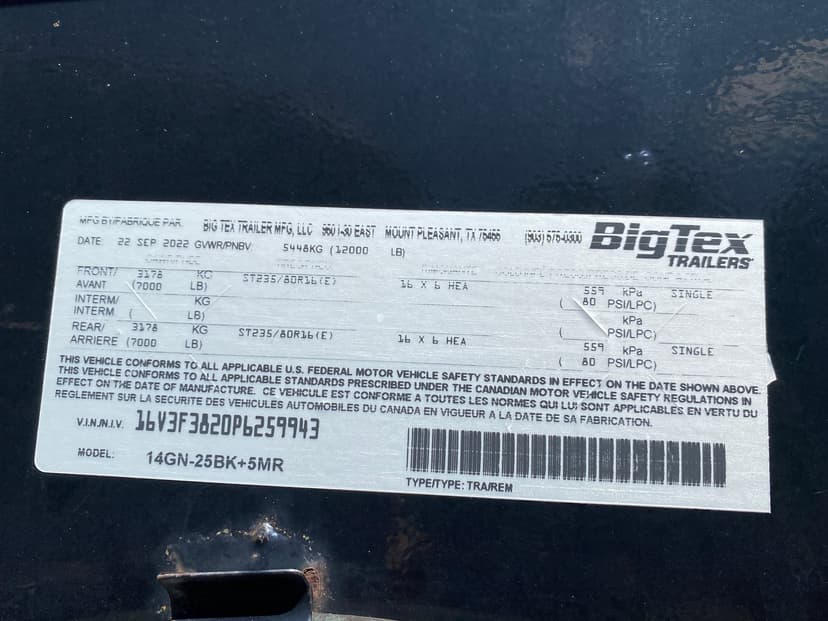 MFG BY/FABRIQUE PAR: BIG TEX TRAILER MFG, LLC 950 I-30 EAST MOUNT PLEASANT, TX 75455 (903) 575-0300 BigTex TRAILERS
DATE: 22 SEP 2022 GVWR/PNBV 5448KG (12000 LB)
FRONT/ 3178 KG ST235/80R16(E) 16 X 6 HEA 559 kPa SINGLE
AVANT (7000 LB) ( 80 PSI/LPC)
INTERM/ KG kPa
INTERM ( LB) ( PSI/LPC)
REAR/ 3178 KG ST235/80R16(E) 16 X 6 HEA 559 kPa SINGLE
ARRIERE (7000 LB) ( 80 PSI/LPC)
THIS VEHICLE CONFORMS TO ALL APPLICABLE U.S. FEDERAL MOTOR VEHICLE SAFETY STANDARDS IN EFFECT ON THE DATE SHOWN ABOVE.
THIS VEHICLE CONFORMS TO ALL APPLICABLE STANDARDS PRESCRIBED UNDER THE CANADIAN MOTOR VEHICLE SAFETY REGULATIONS IN
EFFECT ON THE DATE OF MANUFACTURE. CE VEHICULE EST CONFORME A TOUTES LES NORMES QUI LUI SONT APPLICABLES EN VERTU DU
REGLEMENT SUR LA SECURITE DES VEHICULES AUTOMOBILES DU CANADA EN VIGUEUR A LA DATE DE SA FABRICATION.
V.I.N./N.I.V. 16V3F3820P6259943
MODEL: 14GN-25BK+5MR
TYPE/TYPE: TRA/REM